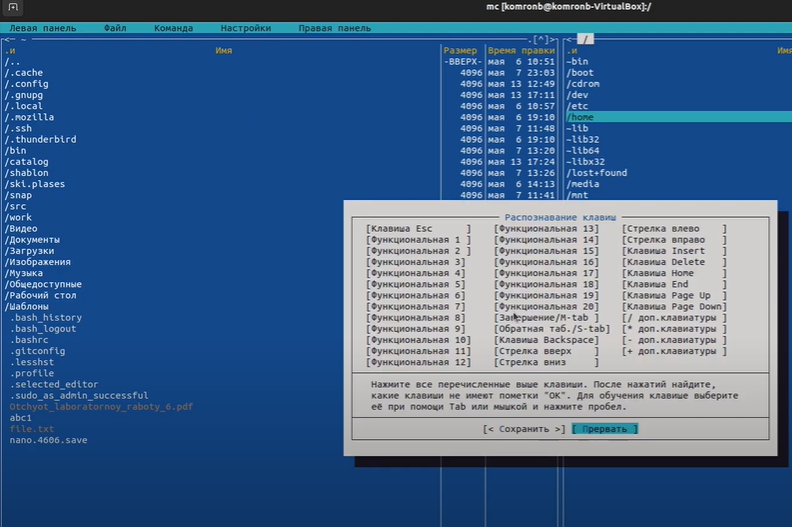 mc [komronb@komronb-VirtualBox]:/
Левая панель Файл Команда Настройки Правая панель
<─ ~ .[^]>
.и Имя Размер Время правки
/.. -ВВЕРХ- мая 6 10:51
/.cache 4096 мая 7 23:03
/.config 4096 мая 13 12:49
/.gnupg 4096 мая 13 17:11
/.local 4096 мая 6 10:57
/.mozilla 4096 мая 6 19:10
/.ssh 4096 мая 7 11:48
/.thunderbird 4096 мая 6 19:10
/bin 4096 мая 7 13:20
/catalog 4096 мая 13 17:24
/shablon 4096 мая 7 13:26
/ski.plases 4096 мая 6 14:13
/snap 4096 мая 7 11:41
/src
/work
/Видео
/Документы
/Загрузки
/Изображения
/Музыка
/Общедоступные
/Рабочий стол
/Шаблоны
.bash_history
.bash_logout
.bashrc
.gitconfig
.lesshst
.profile
.selected_editor
.sudo_as_admin_successful
Otchyot_laboratornoy_raboty_6.pdf
abc1
file.txt
nano.4606.save
<─ /
.и Имя
~bin
/boot
/cdrom
/dev
/etc
/home
~lib
~lib32
~lib64
~libx32
/lost+found
/media
/mnt
Распознавание клавиш
[Клавиша Esc ] [Функциональная 13] [Стрелка влево ]
[Функциональная 1 ] [Функциональная 14] [Стрелка вправо ]
[Функциональная 2 ] [Функциональная 15] [Клавиша Insert ]
[Функциональная 3] [Функциональная 16] [Клавиша Delete ]
[Функциональная 4] [Функциональная 17] [Клавиша Home ]
[Функциональная 5] [Функциональная 18] [Клавиша End ]
[Функциональная 6] [Функциональная 19] [Клавиша Page Up ]
[Функциональная 7] [Функциональная 20] [Клавиша Page Down]
[Функциональная 8] [Завершение/M-tab ] [/ доп.клавиатуры ]
[Функциональная 9] [Обратная таб./S-tab] [* доп.клавиатуры ]
[Функциональная 10] [Клавиша Backspace] [- доп.клавиатуры ]
[Функциональная 11] [Стрелка вверх ] [+ доп.клавиатуры ]
[Функциональная 12] [Стрелка вниз ]
Нажмите все перечисленные выше клавиши. После нажатий найдите,
какие клавиши не имеют пометки "OK". Для обучения клавише выберите
её при помощи Tab или мышкой и нажмите пробел.
[< Сохранить >] [ Прервать ]